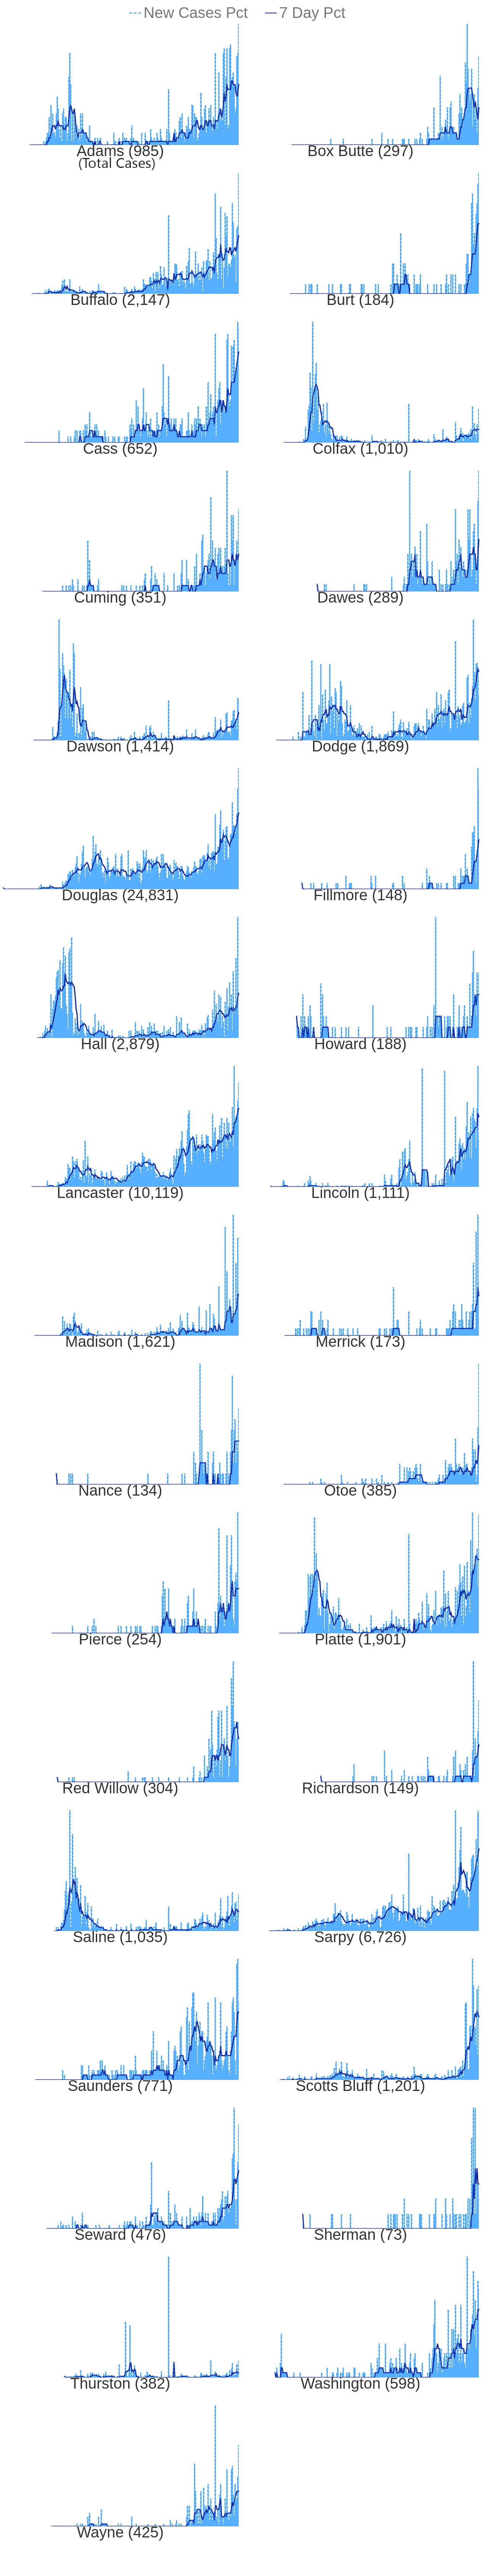 New Cases Pct 7 Day Pct
Adams (985) Box Butte (297)
(Total Cases)
Buffalo (2,147) Burt (184)
Cass (652) Colfax (1,010)
Cuming (351) Dawes (289)
Dawson (1,414) Dodge (1,869)
Douglas (24,831) Fillmore (148)
Hall (2,879) Howard (188)
Lancaster (10,119) Lincoln (1,111)
Madison (1,621) Merrick (173)
Nance (134) Otoe (385)
Pierce (254) Platte (1,901)
Red Willow (304) Richardson (149)
Saline (1,035) Sarpy (6,726)
Saunders (771) Scotts Bluff (1,201)
Seward (476) Sherman (73)
Thurston (382) Washington (598)
Wayne (425)